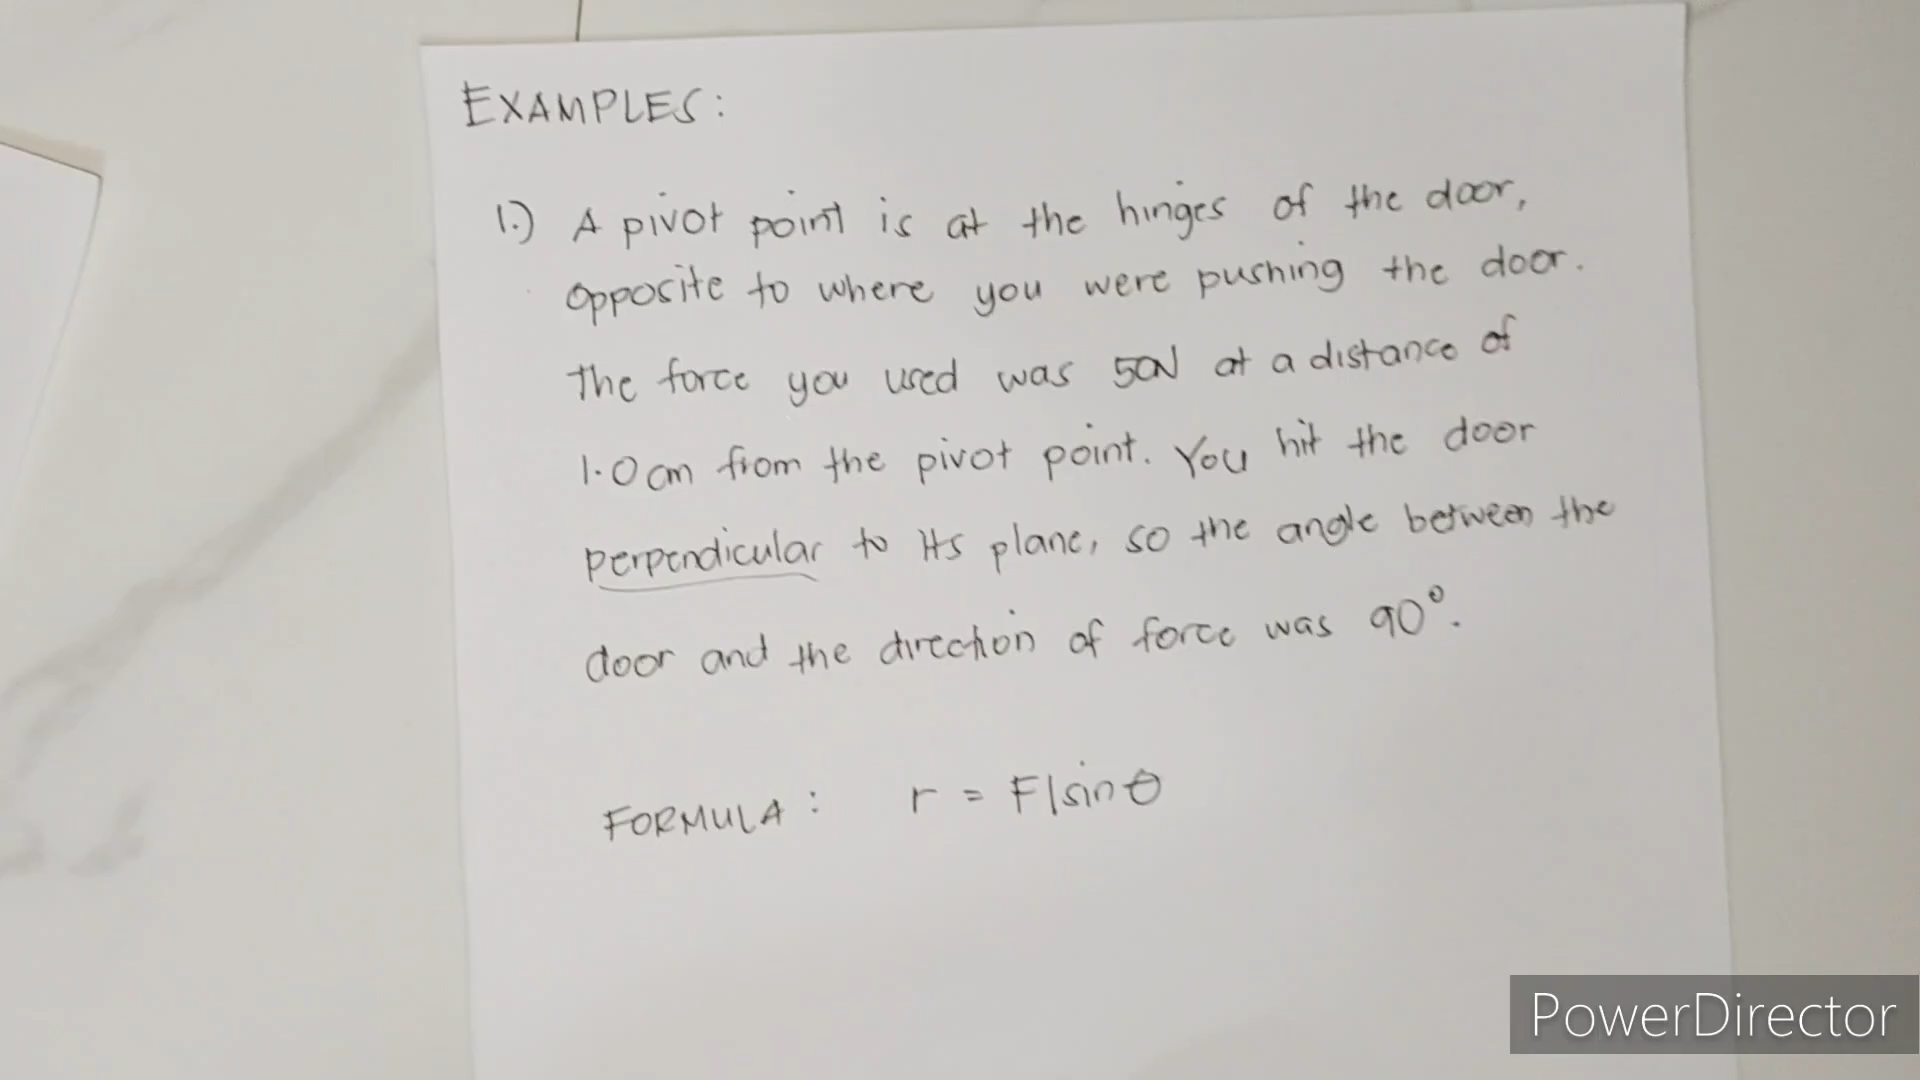 EXAMPLES:
1.) A pivot point is at the hinges of the door,
opposite to where you were pushing the door.
The force you used was 50N at a distance of
1.0cm from the pivot point. You hit the door
perpendicular to its plane, so the angle between the
door and the direction of force was 90°.
FORMULA: r = Flsinθ
PowerDirector